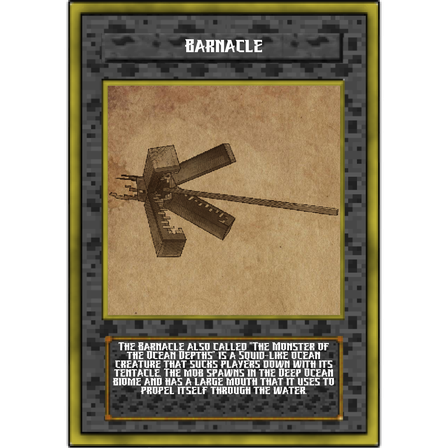 Barnacle
The Barnacle also called "The Monster of
the Ocean Depths" is a Squid-like ocean
creature that sucks players down with its
tentacle. The mob spawns in the Deep Ocean
biome and has a large mouth that it uses to
propel itself through the water.